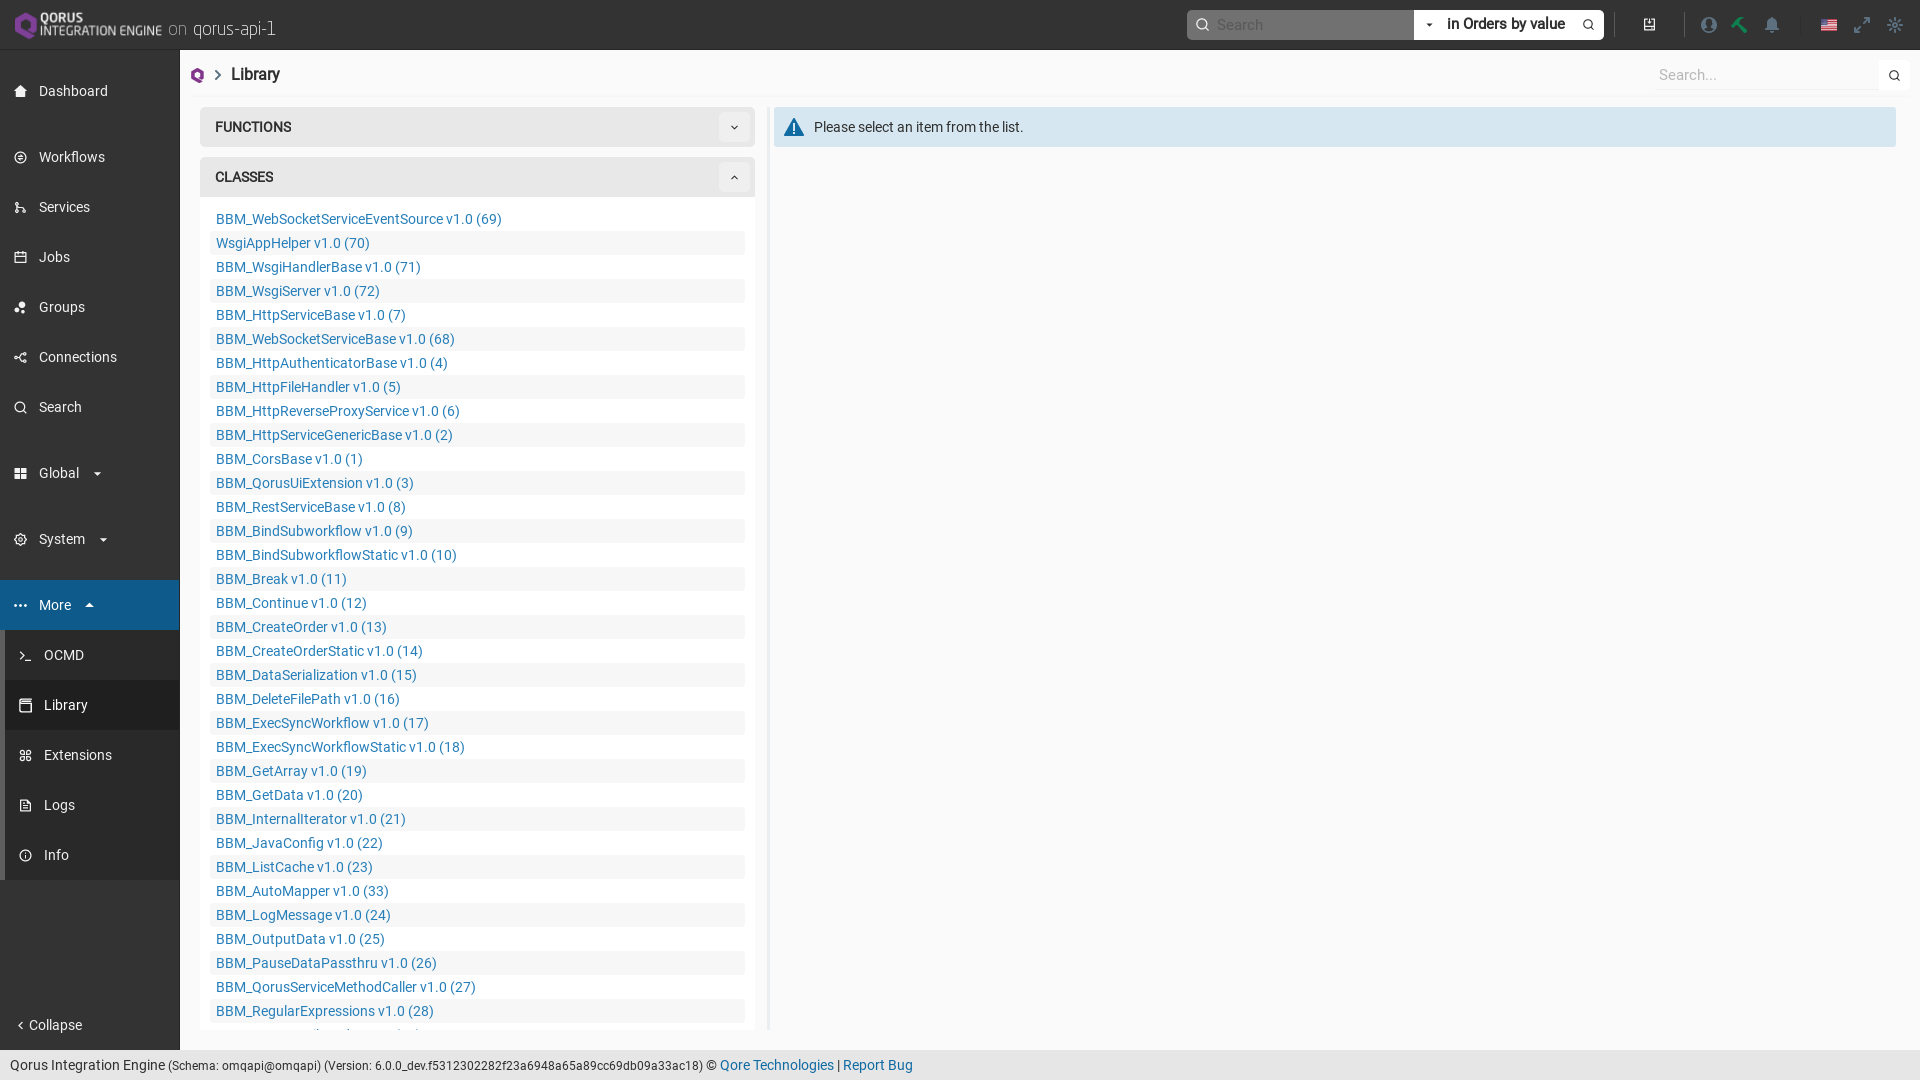 QORUS
INTEGRATION ENGINE on qorus-api-1
Search
in Orders by value
Dashboard
Workflows
Services
Jobs
Groups
Connections
Search
Global
System
More
OCMD
Library
Extensions
Logs
Info
Collapse
Library
Search...
FUNCTIONS
CLASSES
BBM_WebSocketServiceEventSource v1.0 (69)
WsgiAppHelper v1.0 (70)
BBM_WsgiHandlerBase v1.0 (71)
BBM_WsgiServer v1.0 (72)
BBM_HttpServiceBase v1.0 (7)
BBM_WebSocketServiceBase v1.0 (68)
BBM_HttpAuthenticatorBase v1.0 (4)
BBM_HttpFileHandler v1.0 (5)
BBM_HttpReverseProxyService v1.0 (6)
BBM_HttpServiceGenericBase v1.0 (2)
BBM_CorsBase v1.0 (1)
BBM_QorusUiExtension v1.0 (3)
BBM_RestServiceBase v1.0 (8)
BBM_BindSubworkflow v1.0 (9)
BBM_BindSubworkflowStatic v1.0 (10)
BBM_Break v1.0 (11)
BBM_Continue v1.0 (12)
BBM_CreateOrder v1.0 (13)
BBM_CreateOrderStatic v1.0 (14)
BBM_DataSerialization v1.0 (15)
BBM_DeleteFilePath v1.0 (16)
BBM_ExecSyncWorkflow v1.0 (17)
BBM_ExecSyncWorkflowStatic v1.0 (18)
BBM_GetArray v1.0 (19)
BBM_GetData v1.0 (20)
BBM_InternalIterator v1.0 (21)
BBM_JavaConfig v1.0 (22)
BBM_ListCache v1.0 (23)
BBM_AutoMapper v1.0 (33)
BBM_LogMessage v1.0 (24)
BBM_OutputData v1.0 (25)
BBM_PauseDataPassthru v1.0 (26)
BBM_QorusServiceMethodCaller v1.0 (27)
BBM_RegularExpressions v1.0 (28)
Please select an item from the list.
Qorus Integration Engine (Schema: omqapi@omqapi) (Version: 6.0.0_dev.f5312302282f23a6948a65a89cc69db09a33ac18) © Qore Technologies | Report Bug